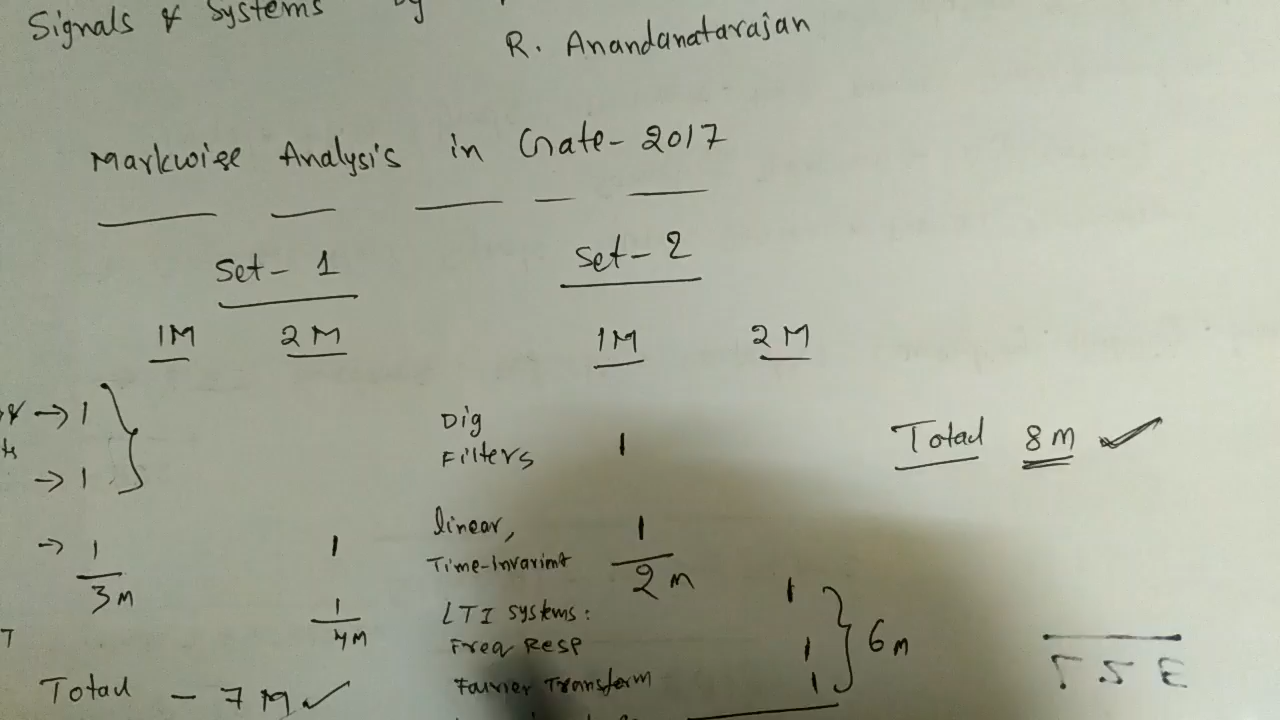 Signals & Systems by
R. Anandanatarajan
Markwise Analysis in Gate-2017
Set-1 Set-2
1M 2M 1M 2M
→ 1
→ 1
→ 1 1
3M
1
4M
Total - 7M ✓
Dig
Filters 1
linear,
Time-Invarint 1
2m
LTI systems: 1
Freq Resp 1
Fourier Transform 1
6m
Total 8m ✓